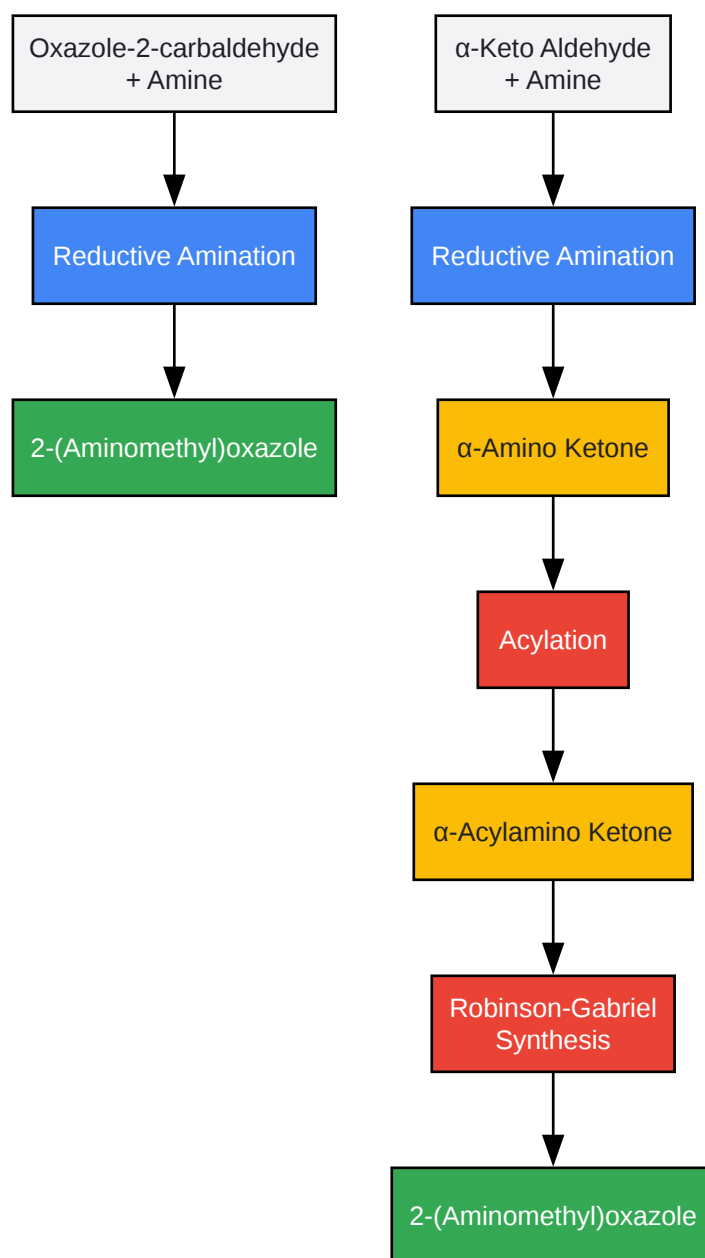 Oxazole-2-carbaldehyde
+ Amine
Reductive Amination
2-(Aminomethyl)oxazole
α-Keto Aldehyde
+ Amine
Reductive Amination
α-Amino Ketone
Acylation
α-Acylamino Ketone
Robinson-Gabriel
Synthesis
2-(Aminomethyl)oxazole